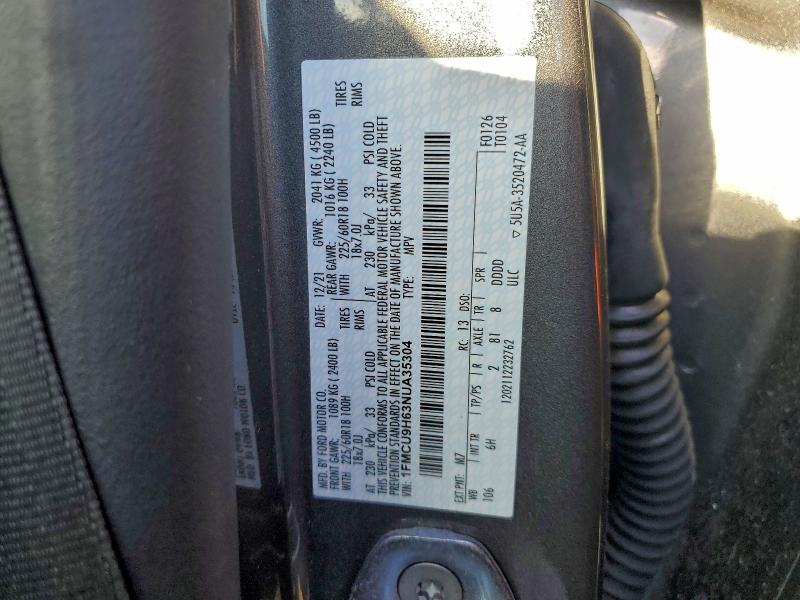 MFD. BY FORD MOTOR CO. DATE: 12/21 GVWR: 2041 KG ( 4500 LB)
FRONT GAWR: 1089 KG ( 2400 LB) REAR GAWR: 1016 KG ( 2240 LB)
WITH 225/60R18 100H TIRES WITH 225/60R18 100H TIRES
18x7.0J RIMS 18x7.0J RIMS
AT 230 kPa/ 33 PSI COLD AT 230 kPa/ 33 PSI COLD
THIS VEHICLE CONFORMS TO ALL APPLICABLE FEDERAL MOTOR VEHICLE SAFETY AND THEFT
PREVENTION STANDARDS IN EFFECT ON THE DATE OF MANUFACTURE SHOWN ABOVE.
VIN: 1FMCU9H63NUA35304 TYPE: MPV
F0126
T0104
EXT PNT: M7 RC: 13 DSO:
WB INT TR TP/PS R AXLE TR SPR
106 6H 2 81 8 DDDD
1202112232762 ULC
▽ 5U5A-3520472-AA